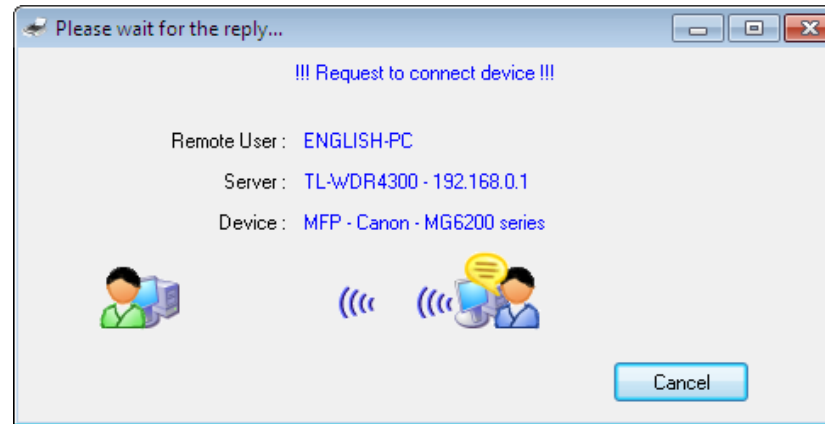 Please wait for the reply...
!!! Request to connect device !!!
Remote User : ENGLISH-PC
Server : TL-WDR4300 - 192.168.0.1
Device : MFP - Canon - MG6200 series
Cancel